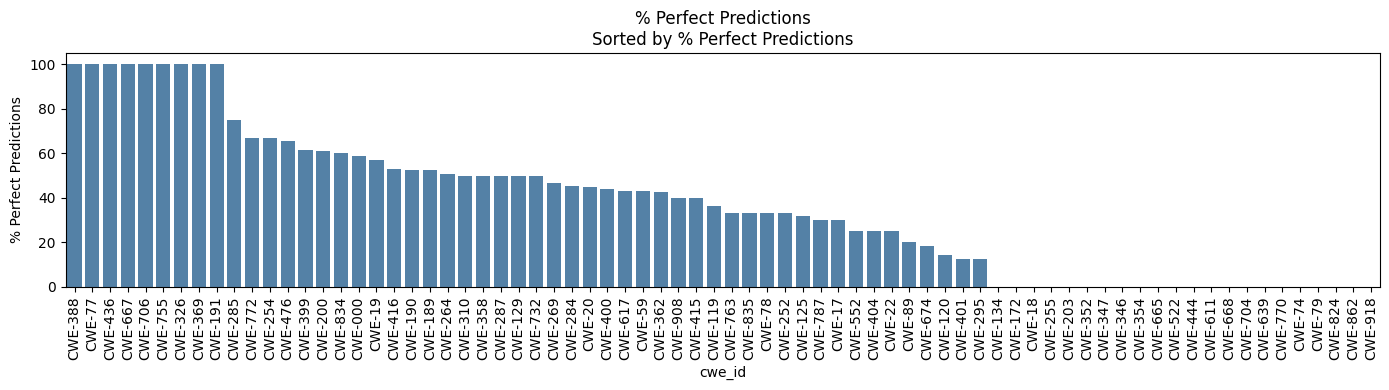 % Perfect Predictions
Sorted by % Perfect Predictions
% Perfect Predictions
100
80
60
40
20
0
CWE-388
CWE-77
CWE-436
CWE-667
CWE-706
CWE-755
CWE-326
CWE-369
CWE-191
CWE-285
CWE-772
CWE-254
CWE-476
CWE-399
CWE-200
CWE-834
CWE-000
CWE-19
CWE-416
CWE-190
CWE-189
CWE-264
CWE-310
CWE-358
CWE-287
CWE-129
CWE-732
CWE-269
CWE-284
CWE-20
CWE-400
CWE-617
CWE-59
CWE-362
CWE-908
CWE-415
CWE-119
CWE-763
CWE-835
CWE-78
CWE-252
CWE-125
CWE-787
CWE-17
CWE-552
CWE-404
CWE-22
CWE-89
CWE-674
CWE-120
CWE-401
CWE-295
CWE-134
CWE-172
CWE-18
CWE-255
CWE-203
CWE-352
CWE-347
CWE-346
CWE-354
CWE-665
CWE-522
CWE-444
CWE-611
CWE-668
CWE-704
CWE-639
CWE-770
CWE-74
CWE-79
CWE-824
CWE-862
CWE-918
cwe_id